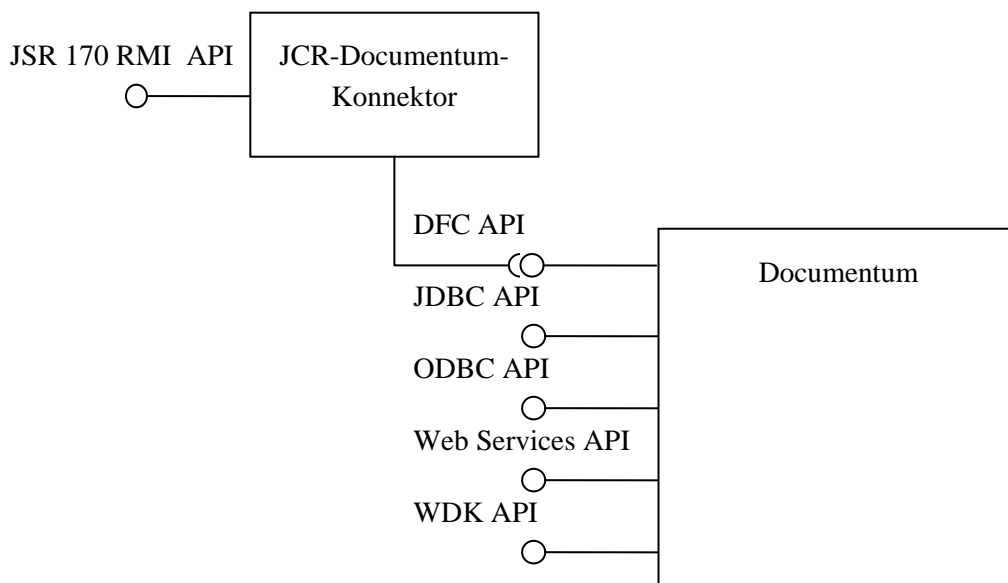 JSR 170 RMI  API
JCR-Documentum-
Konnektor
DFC API
Documentum
JDBC API
ODBC API
Web Services API
WDK API